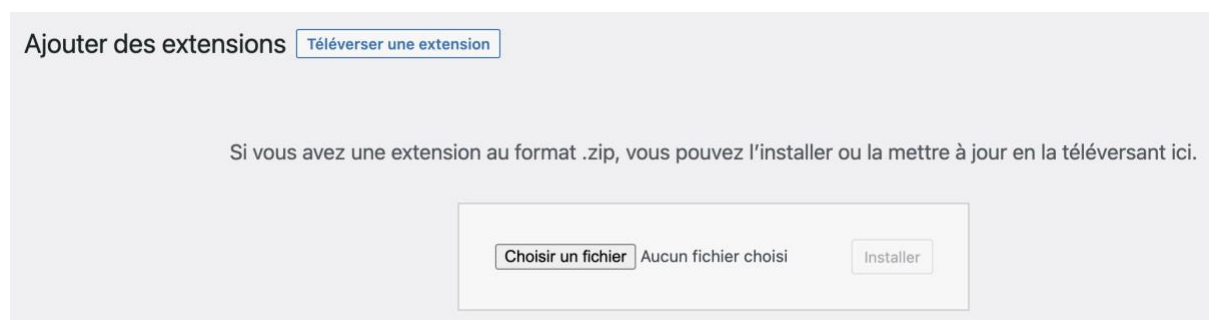 Ajouter des extensions Téléverser une extension
Si vous avez une extension au format .zip, vous pouvez l’installer ou la mettre à jour en la téléversant ici.
Choisir un fichier Aucun fichier choisi Installer